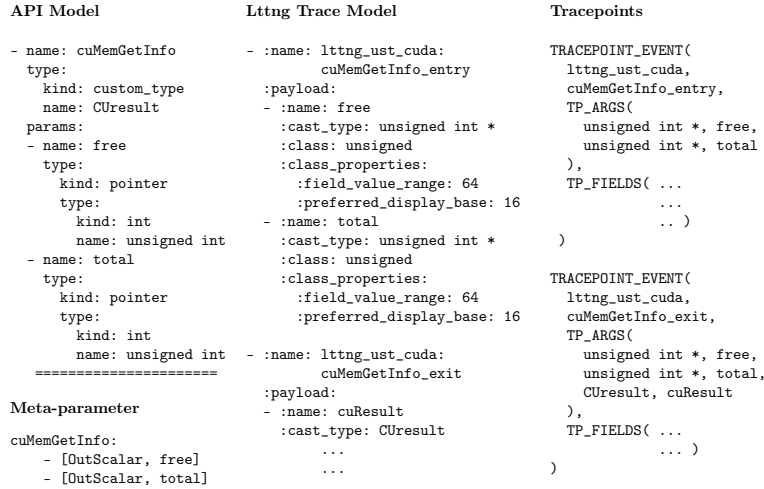 API Model
- name: cuMemGetInfo
  type:
    kind: custom_type
    name: CUresult
  params:
  - name: free
    type:
      kind: pointer
      type:
        kind: int
        name: unsigned int
  - name: total
    type:
      kind: pointer
      type:
        kind: int
        name: unsigned int
======================
Meta-parameter
cuMemGetInfo:
    - [OutScalar, free]
    - [OutScalar, total]
Lttng Trace Model
- :name: lttng_ust_cuda:
         cuMemGetInfo_entry
  :payload:
  - :name: free
    :cast_type: unsigned int *
    :class: unsigned
    :class_properties:
      :field_value_range: 64
      :preferred_display_base: 16
  - :name: total
    :cast_type: unsigned int *
    :class: unsigned
    :class_properties:
      :field_value_range: 64
      :preferred_display_base: 16
- :name: lttng_ust_cuda:
         cuMemGetInfo_exit
  :payload:
  - :name: cuResult
    :cast_type: CUresult
         ...
         ...
Tracepoints
TRACEPOINT_EVENT(
  lttng_ust_cuda,
  cuMemGetInfo_entry,
  TP_ARGS(
    unsigned int *, free,
    unsigned int *, total
  ),
  TP_FIELDS( ...
             ...
             .. )
 )
TRACEPOINT_EVENT(
  lttng_ust_cuda,
  cuMemGetInfo_exit,
  TP_ARGS(
    unsigned int *, free,
    unsigned int *, total,
    CUresult, cuResult
  ),
  TP_FIELDS( ...
             ... )
)